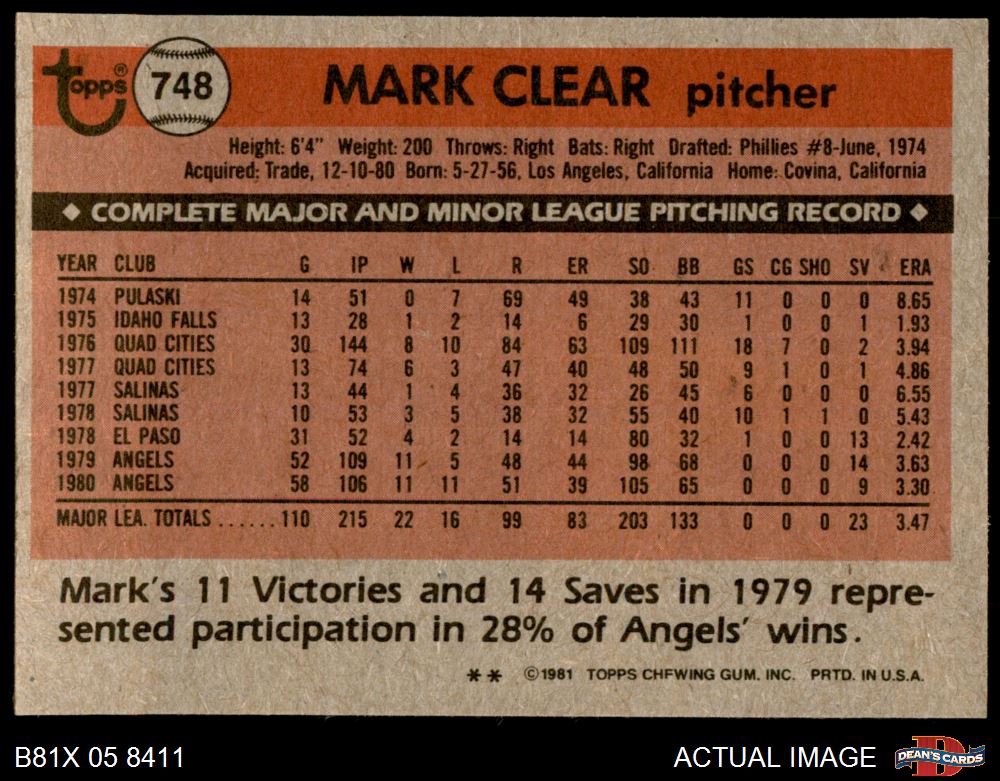 Topps® 748 MARK CLEAR pitcher
Height: 6'4" Weight: 200 Throws: Right Bats: Right Drafted: Phillies #8-June, 1974
Acquired: Trade, 12-10-80 Born: 5-27-56, Los Angeles, California Home: Covina, California
◆ COMPLETE MAJOR AND MINOR LEAGUE PITCHING RECORD ◆
YEAR CLUB G IP W L R ER SO BB GS CG SHO SV ERA
1974 PULASKI 14 51 0 7 69 49 38 43 11 0 0 0 8.65
1975 IDAHO FALLS 13 28 1 2 14 6 29 30 1 0 0 1 1.93
1976 QUAD CITIES 30 144 8 10 84 63 109 111 18 7 0 2 3.94
1977 QUAD CITIES 13 74 6 3 47 40 48 50 9 1 0 1 4.86
1977 SALINAS 13 44 1 4 36 32 26 45 6 0 0 0 6.55
1978 SALINAS 10 53 3 5 38 32 55 40 10 1 1 0 5.43
1978 EL PASO 31 52 4 2 14 14 80 32 1 0 0 13 2.42
1979 ANGELS 52 109 11 5 48 44 98 68 0 0 0 14 3.63
1980 ANGELS 58 106 11 11 51 39 105 65 0 0 0 9 3.30
MAJOR LEA. TOTALS ...... 110 215 22 16 99 83 203 133 0 0 0 23 3.47
Mark's 11 Victories and 14 Saves in 1979 repre-
sented participation in 28% of Angels' wins.
** ©1981 TOPPS CHEWING GUM, INC. PRTD. IN U.S.A.
B81X 05 8411 ACTUAL IMAGE D DEAN'S CARDS